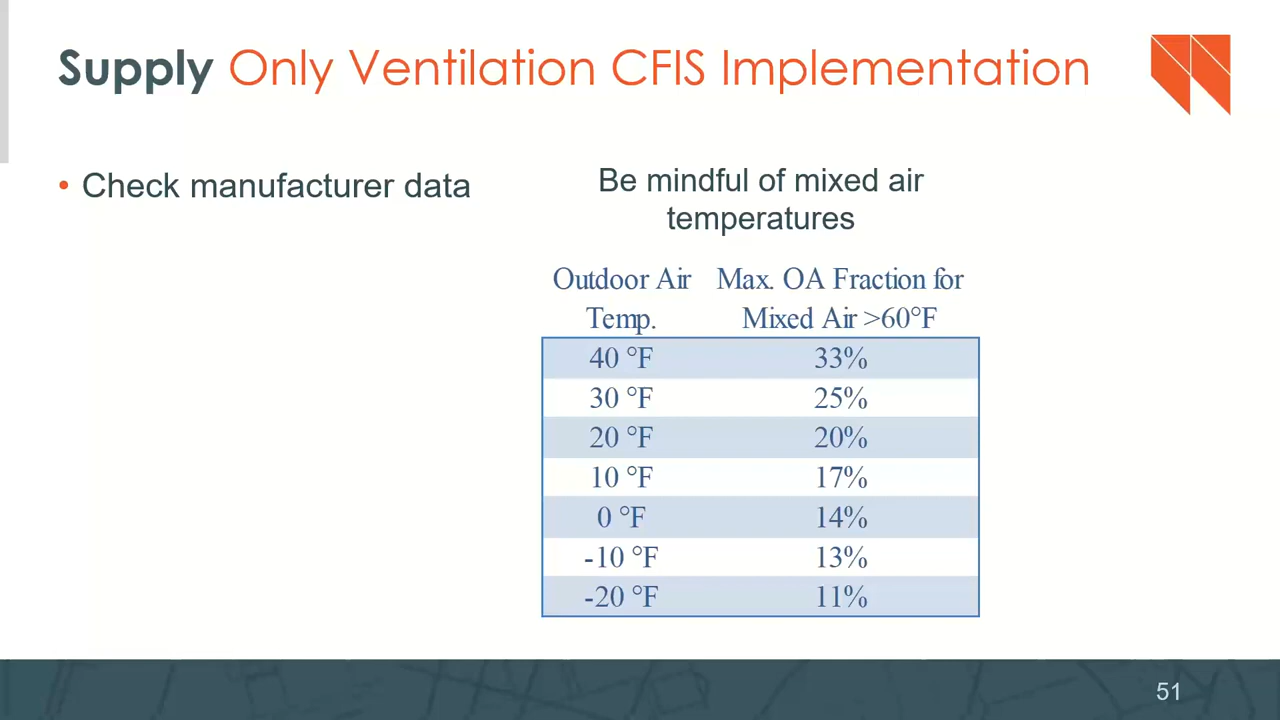 Supply Only Ventilation CFIS Implementation
• Check manufacturer data
Be mindful of mixed air
temperatures
Outdoor Air Max. OA Fraction for
Temp. Mixed Air >60°F
40 °F 33%
30 °F 25%
20 °F 20%
10 °F 17%
0 °F 14%
-10 °F 13%
-20 °F 11%
51